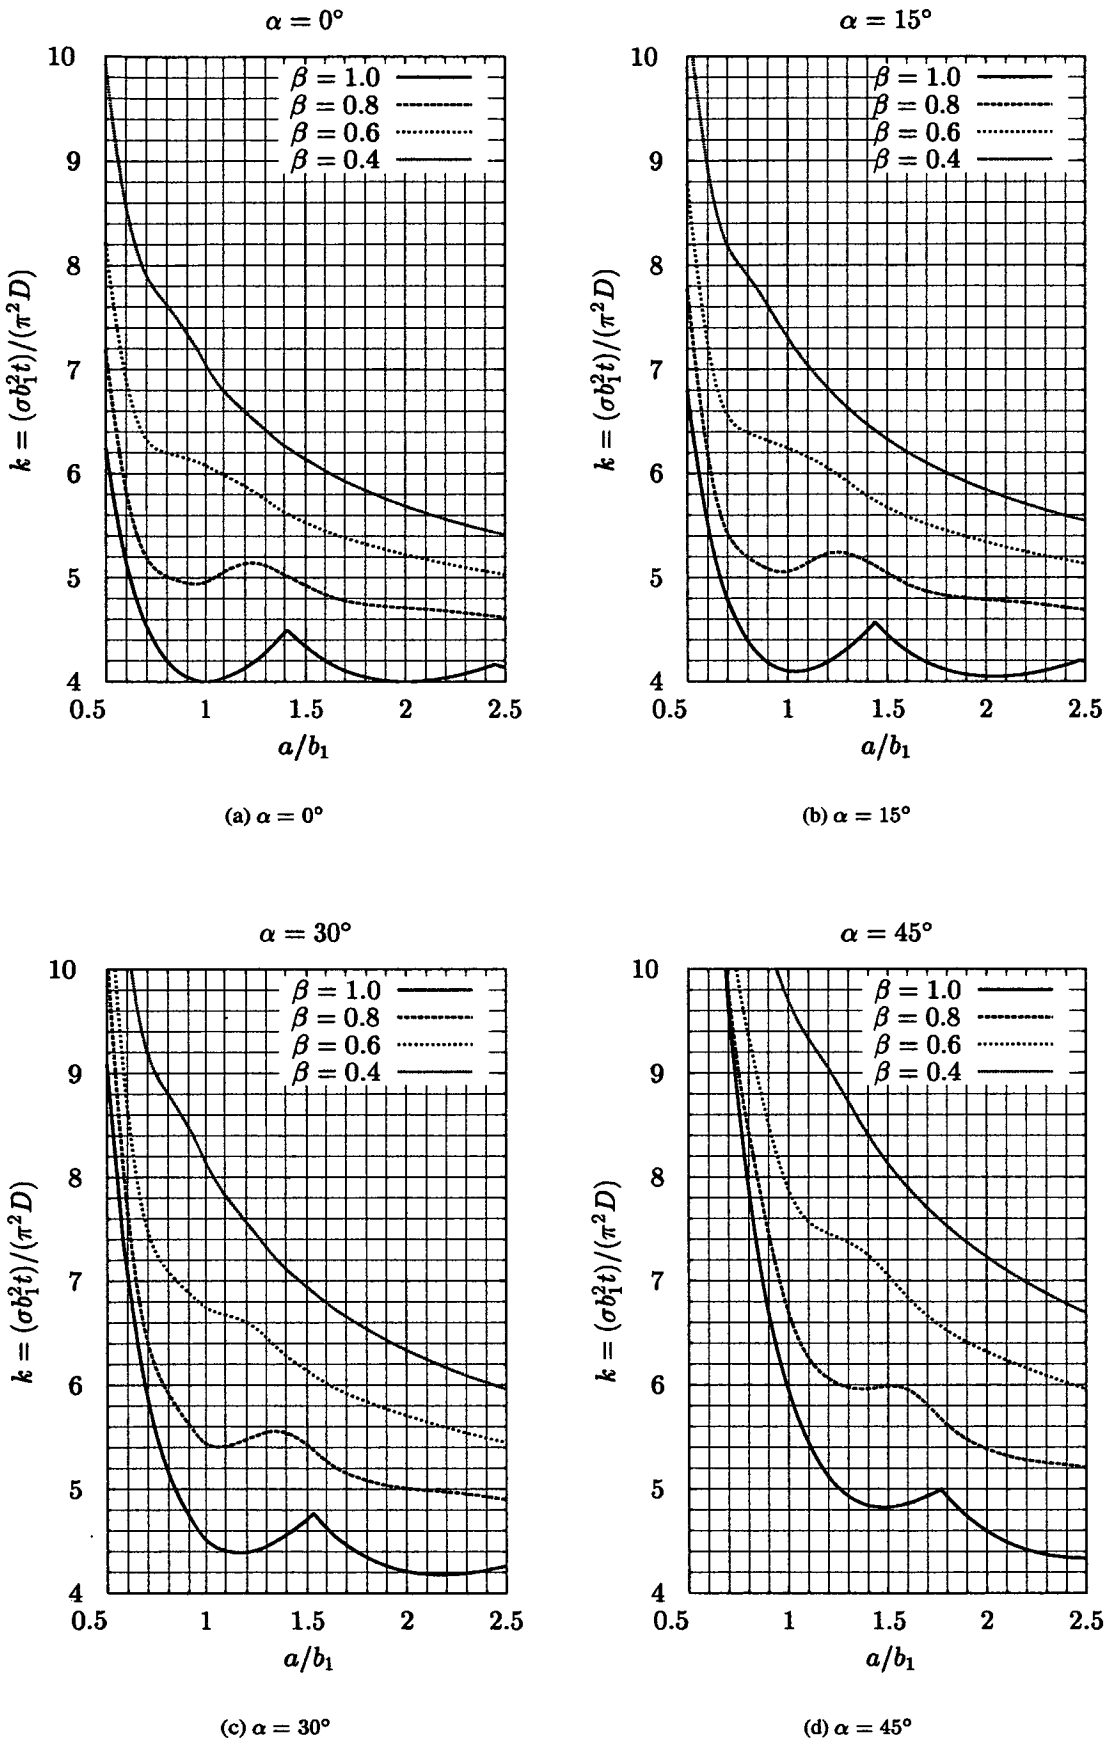 α = 0°
10
9
8
7
6
5
4
k = (σb₁²t)/(π²D)
β = 1.0
β = 0.8
β = 0.6
β = 0.4
0.5 1 1.5 2 2.5
a/b₁
(a) α = 0°
α = 15°
10
9
8
7
6
5
4
k = (σb₁²t)/(π²D)
β = 1.0
β = 0.8
β = 0.6
β = 0.4
0.5 1 1.5 2 2.5
a/b₁
(b) α = 15°
α = 30°
10
9
8
7
6
5
4
k = (σb₁²t)/(π²D)
β = 1.0
β = 0.8
β = 0.6
β = 0.4
0.5 1 1.5 2 2.5
a/b₁
(c) α = 30°
α = 45°
10
9
8
7
6
5
4
k = (σb₁²t)/(π²D)
β = 1.0
β = 0.8
β = 0.6
β = 0.4
0.5 1 1.5 2 2.5
a/b₁
(d) α = 45°